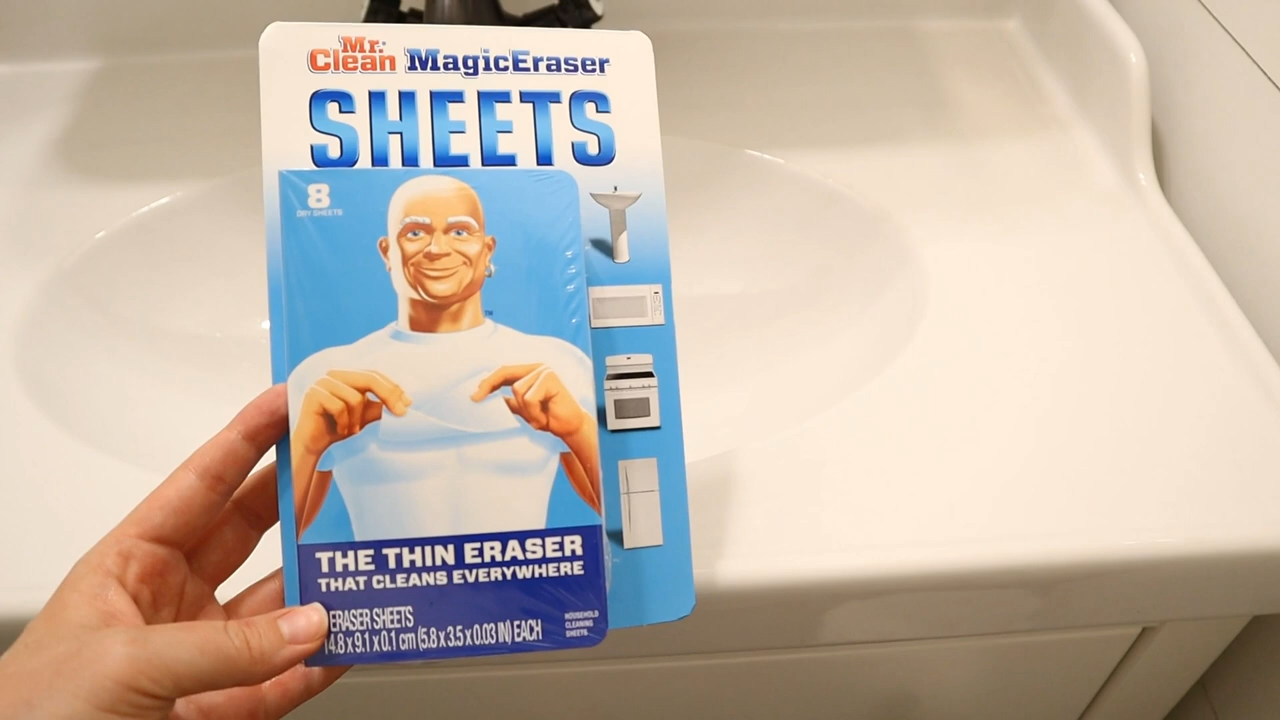 Mr.
Clean MagicEraser
SHEETS
8
DRY SHEETS
TM
THE THIN ERASER
THAT CLEANS EVERYWHERE
ERASER SHEETS
14.8 x 9.1 x 0.1 cm (5.8 x 3.5 x 0.03 IN) EACH
HOUSEHOLD
CLEANING
SHEETS